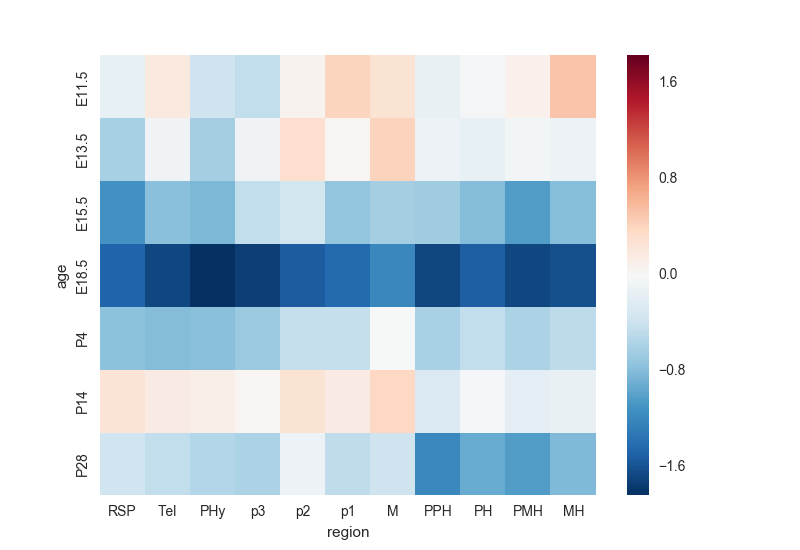 E11.5
E13.5
E15.5
E18.5
P4
P14
P28
age
RSP Tel PHy p3 p2 p1 M PPH PH PMH MH
region
1.6
0.8
0.0
−0.8
−1.6